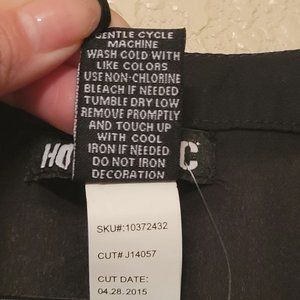 GENTLE CYCLE
MACHINE
WASH COLD WITH
LIKE COLORS
USE NON-CHLORINE
BLEACH IF NEEDED
TUMBLE DRY LOW
REMOVE PROMPTLY
AND TOUCH UP
WITH COOL
IRON IF NEEDED
DO NOT IRON
DECORATION
HO
C
SKU#:10372432
CUT# J14057
CUT DATE:
04.28.2015